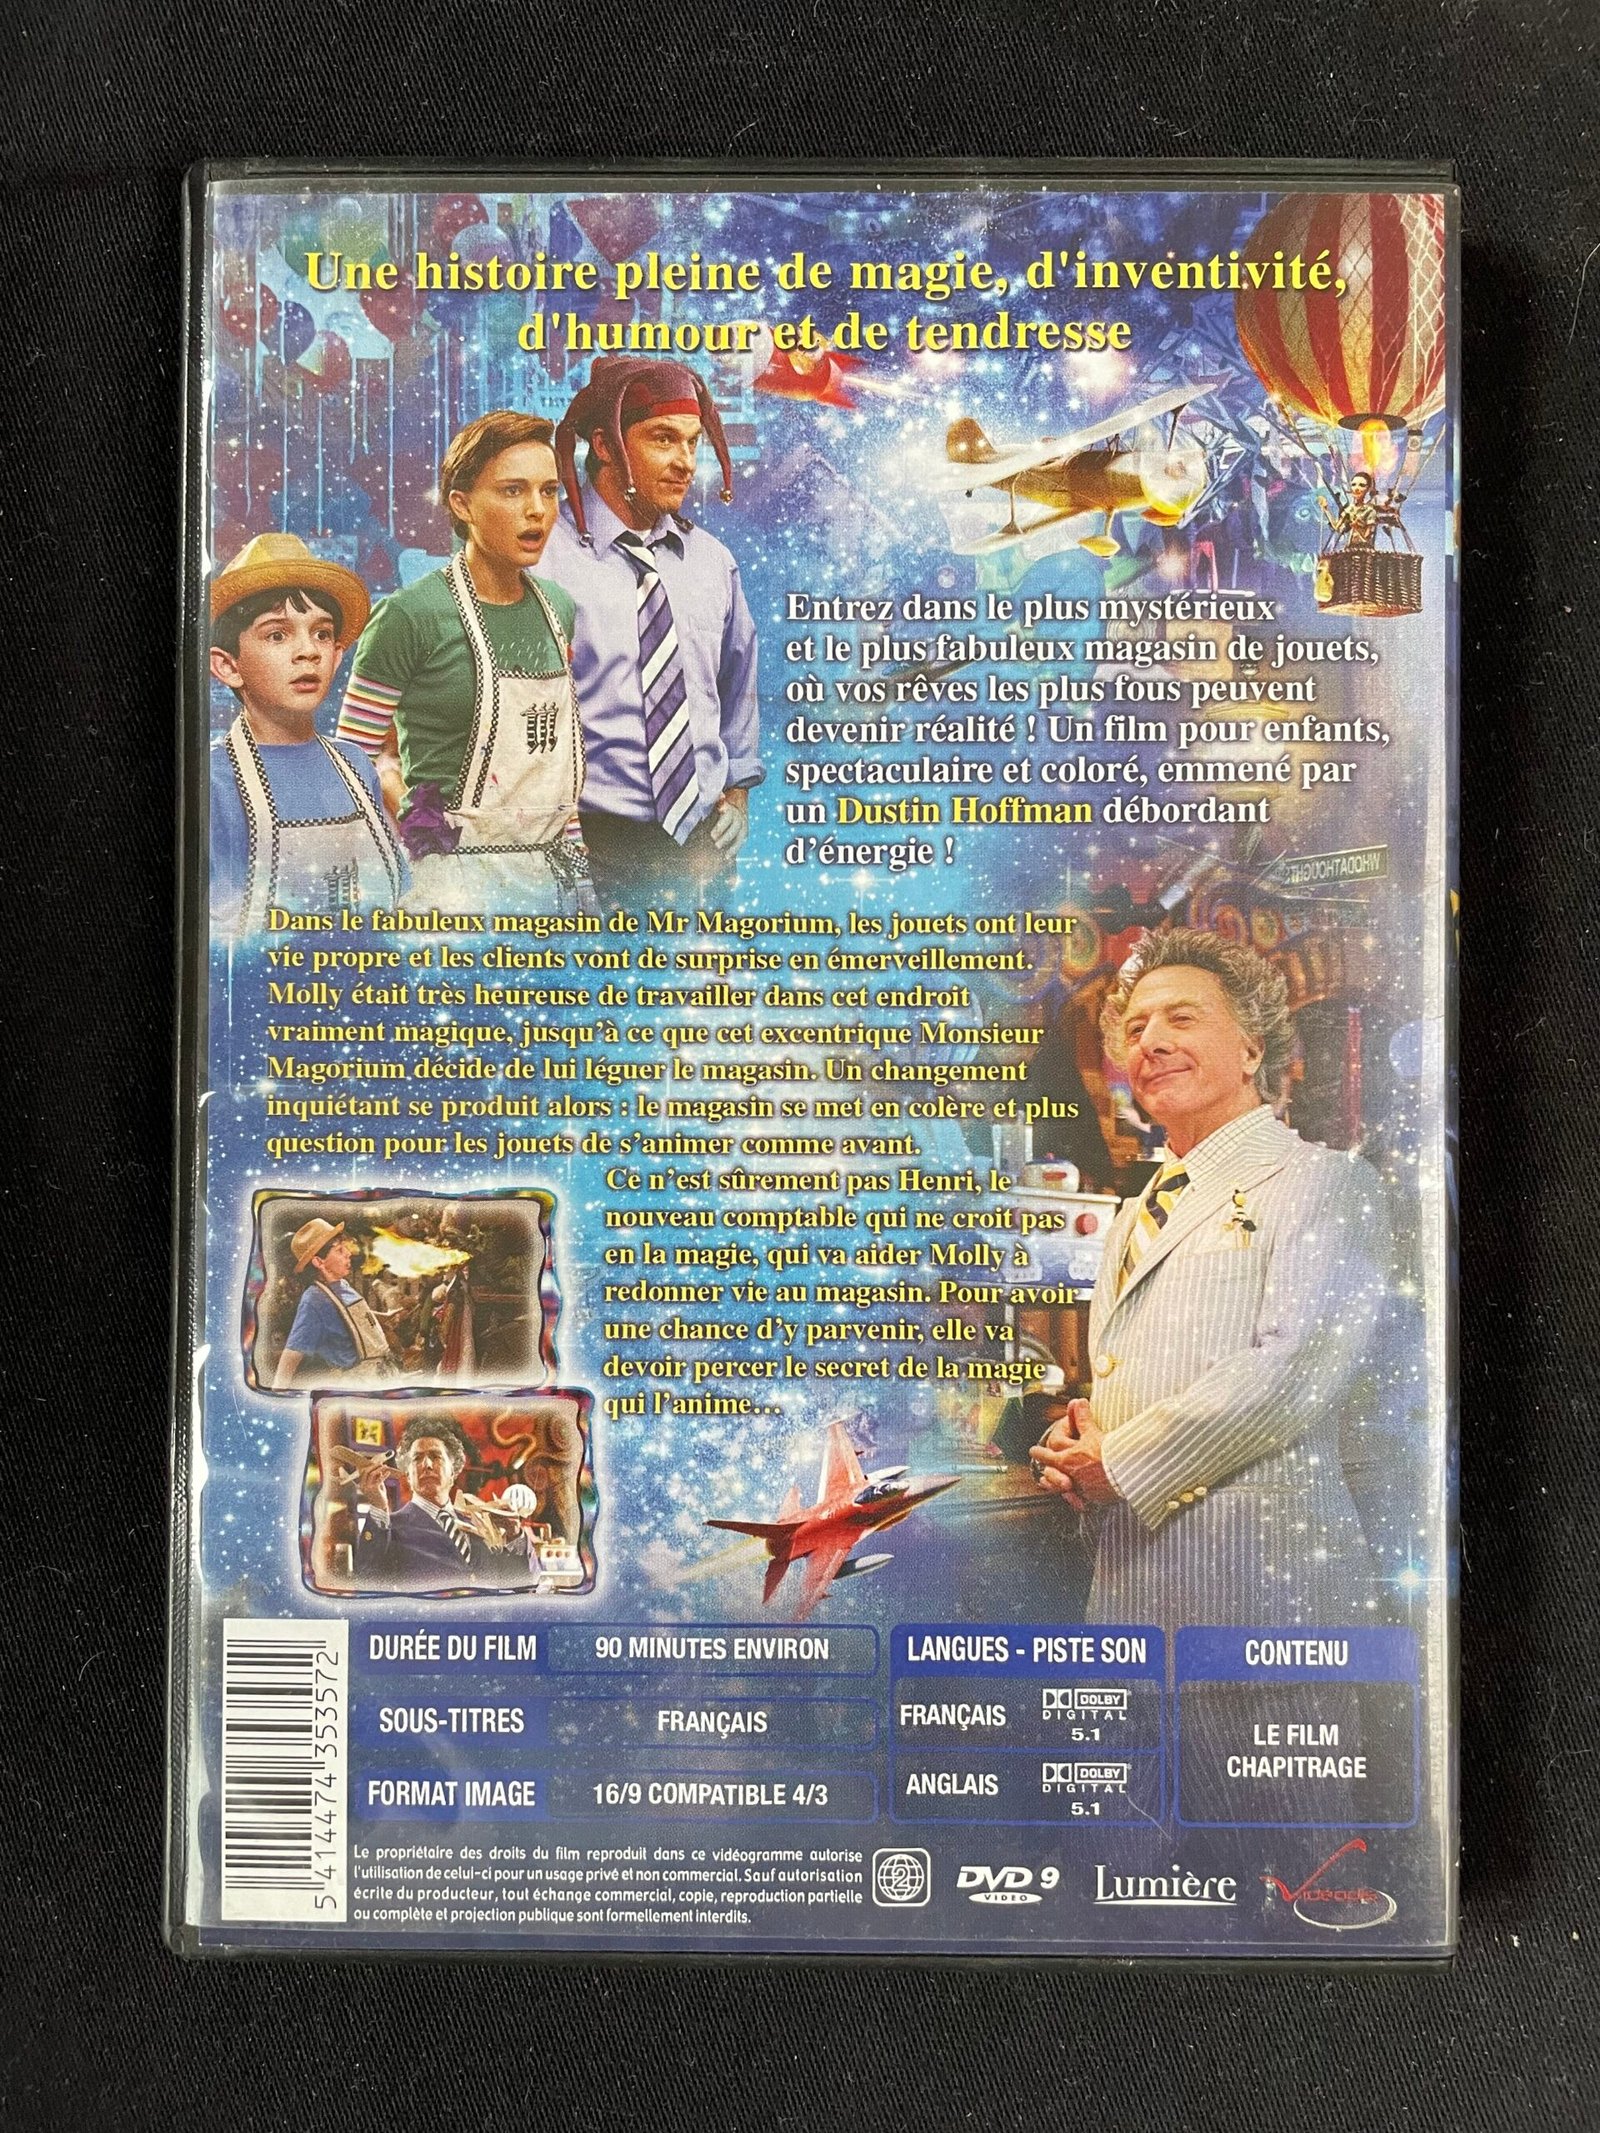 Une histoire pleine de magie, d'inventivité,
d'humour et de tendresse
Entrez dans le plus mystérieux
et le plus fabuleux magasin de jouets,
où vos rêves les plus fous peuvent
devenir réalité ! Un film pour enfants,
spectaculaire et coloré, emmené par
un Dustin Hoffman débordant
d'énergie !
WHODATHOUGHT
Dans le fabuleux magasin de Mr Magorium, les jouets ont leur
vie propre et les clients vont de surprise en émerveillement.
Molly était très heureuse de travailler dans cet endroit
vraiment magique, jusqu'à ce que cet excentrique Monsieur
Magorium décide de lui léguer le magasin. Un changement
inquiétant se produit alors : le magasin se met en colère et plus
question pour les jouets de s'animer comme avant.
Ce n'est sûrement pas Henri, le
nouveau comptable qui ne croit pas
en la magie, qui va aider Molly à
redonner vie au magasin. Pour avoir
une chance d'y parvenir, elle va
devoir percer le secret de la magie
qui l'anime...
DURÉE DU FILM 90 MINUTES ENVIRON
SOUS-TITRES FRANÇAIS
FORMAT IMAGE 16/9 COMPATIBLE 4/3
LANGUES - PISTE SON
FRANÇAIS DOLBY DIGITAL 5.1
ANGLAIS DOLBY DIGITAL 5.1
CONTENU
LE FILM
CHAPITRAGE
5 414474 353572
Le propriétaire des droits du film reproduit dans ce vidéogramme autorise
l'utilisation de celui-ci pour un usage privé et non commercial. Sauf autorisation
écrite du producteur, tout échange commercial, copie, reproduction partielle
ou complète et projection publique sont formellement interdits.
2
DVD 9
VIDEO
Lumière
Vidéodis